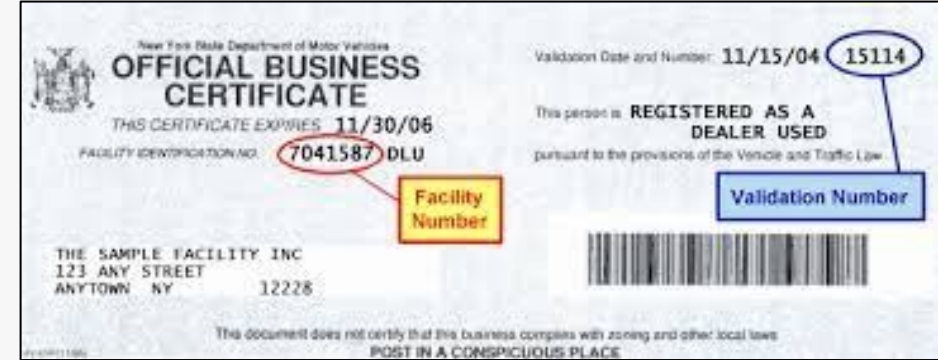 New York State Department of Motor Vehicles
OFFICIAL BUSINESS
CERTIFICATE
THIS CERTIFICATE EXPIRES 11/30/06
FACILITY IDENTIFICATION NO. 7041587 DLU
Facility
Number
THE SAMPLE FACILITY INC
123 ANY STREET
ANYTOWN NY 12228
Validation Date and Number: 11/15/04 15114
This person is REGISTERED AS A
DEALER USED
pursuant to the provisions of the Vehicle and Traffic Law
Validation Number
This document does not certify that this business complies with zoning and other local laws
POST IN A CONSPICUOUS PLACE